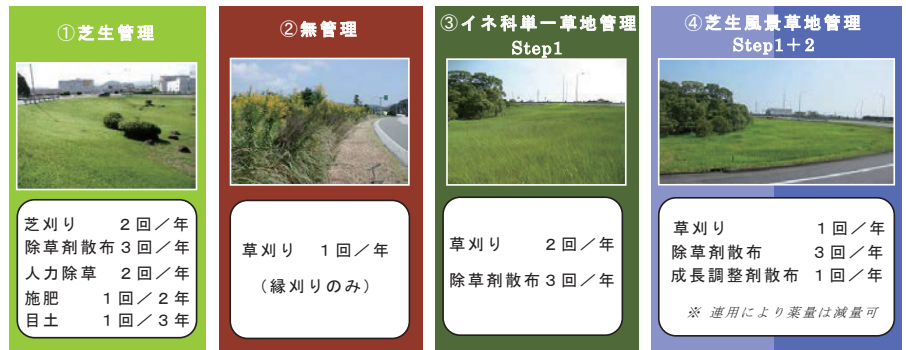 ①芝生管理
芝刈り 2回／年
除草剤散布3回／年
人力除草 2回／年
施肥 1回／2年
目土 1回／3年
②無管理
草刈り 1回／年
（縁刈りのみ）
③イネ科単一草地管理
Step1
草刈り 2回／年
除草剤散布3回／年
④芝生風景草地管理
Step1＋2
草刈り 1回／年
除草剤散布 3回／年
成長調整剤散布 1回／年
※ 連用により薬量は減量可